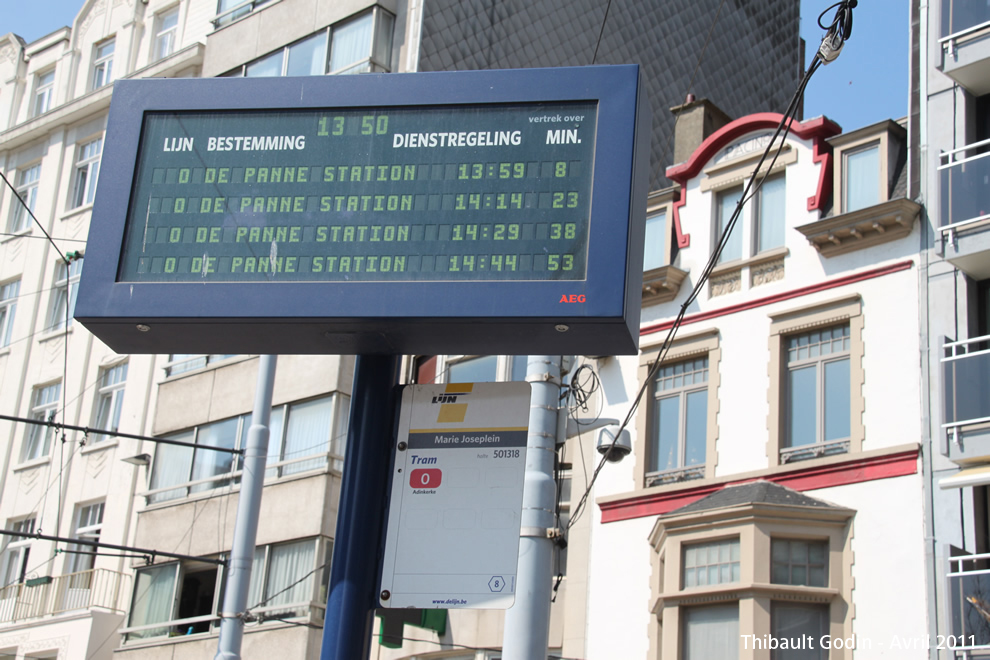 13 50
vertrek over
LIJN BESTEMMING DIENSTREGELING MIN.
0 DE PANNE STATION 13:59 8
0 DE PANNE STATION 14:14 23
0 DE PANNE STATION 14:29 38
0 DE PANNE STATION 14:44 53
AEG
LIJN
Marie Joseplein
Tram
halte 501318
0
Adinkerke
8
www.delijn.be
Thibault Godin - Avril 2011